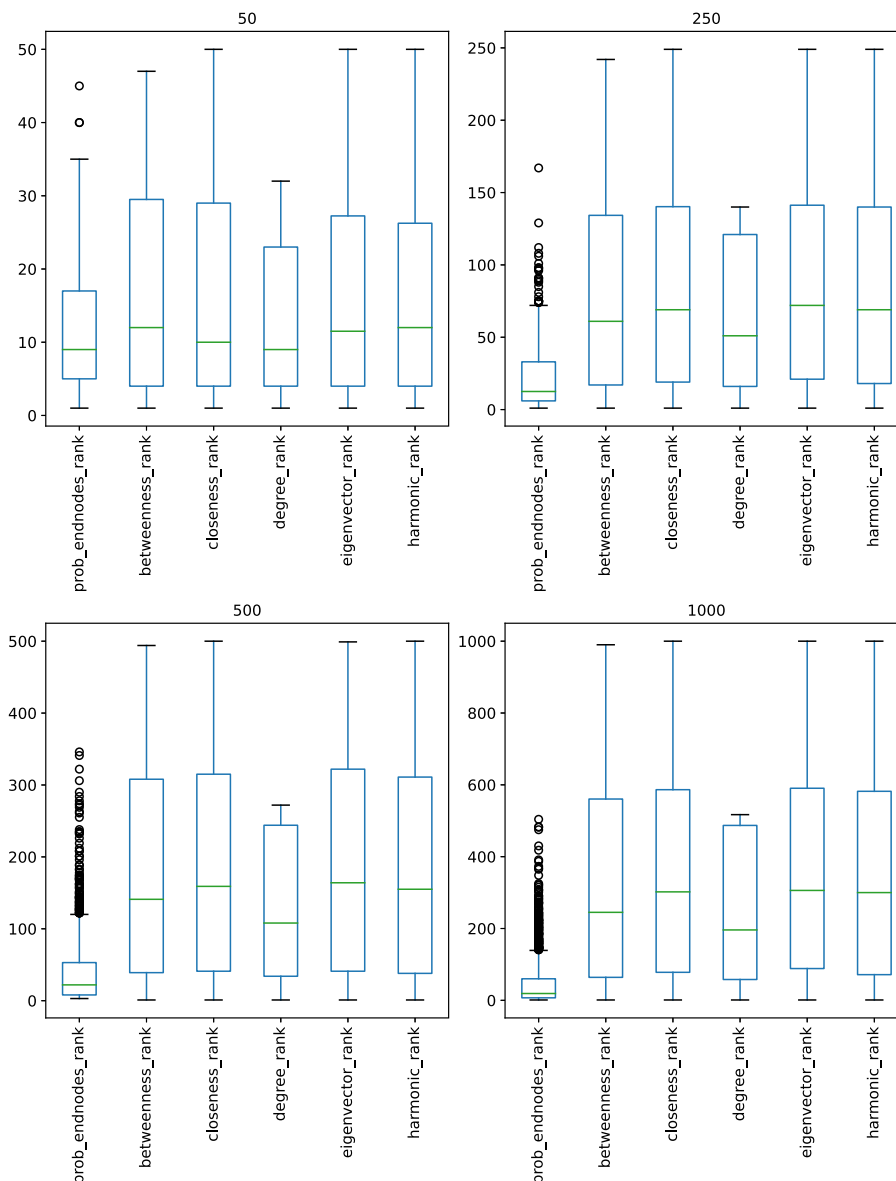 50
50
40
30
20
10
0
prob_endnodes_rank
betweenness_rank
closeness_rank
degree_rank
eigenvector_rank
harmonic_rank
250
250
200
150
100
50
0
prob_endnodes_rank
betweenness_rank
closeness_rank
degree_rank
eigenvector_rank
harmonic_rank
500
500
400
300
200
100
0
prob_endnodes_rank
betweenness_rank
closeness_rank
degree_rank
eigenvector_rank
harmonic_rank
1000
1000
800
600
400
200
0
prob_endnodes_rank
betweenness_rank
closeness_rank
degree_rank
eigenvector_rank
harmonic_rank